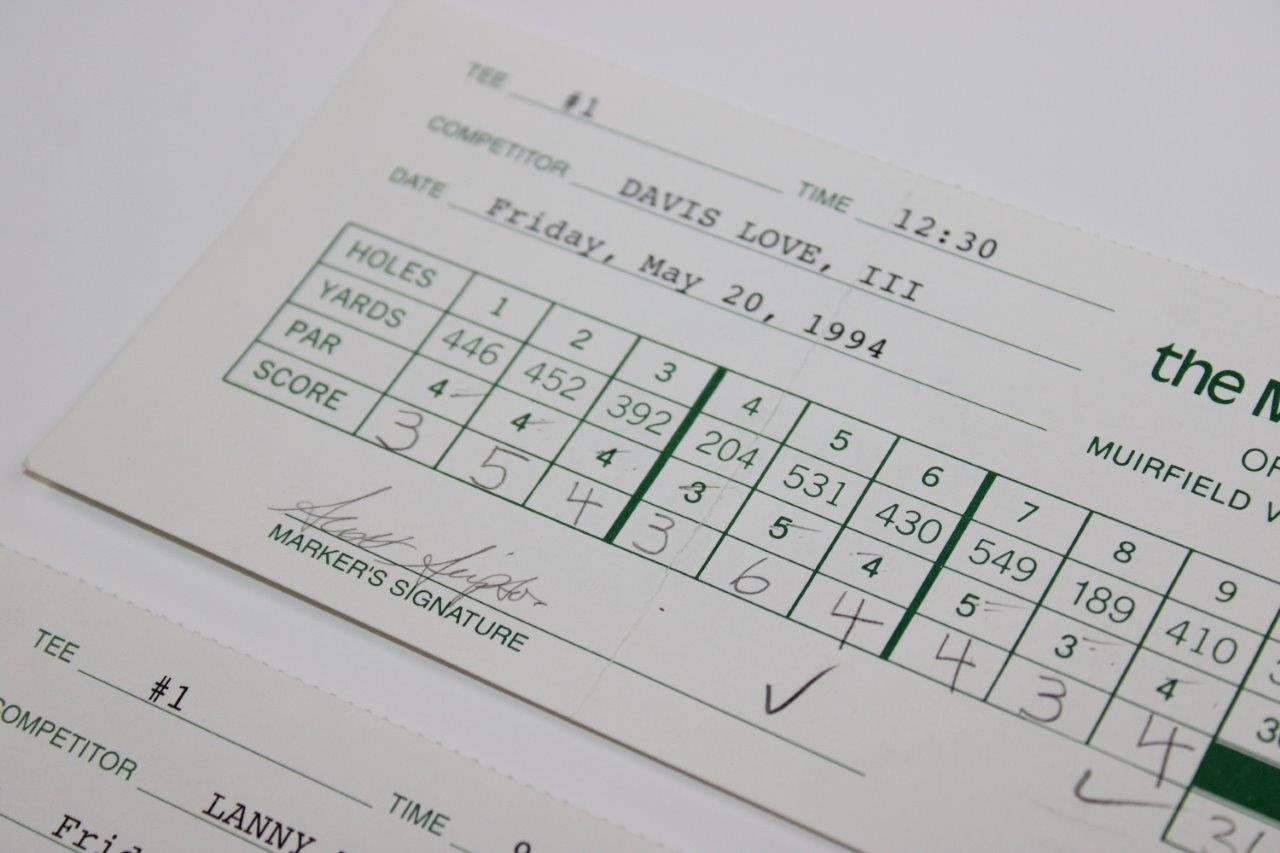 TEE #1
TIME 12:30
COMPETITOR DAVIS LOVE, III
DATE Friday, May 20, 1994
the
MUIRFIELD
HOLES 1 2 3 4 5 6 7 8 9
YARDS 446 452 392 204 531 430 549 189 410
PAR 4 4 4 3 5 4 5 3 4
SCORE 3 5 4 3 6 4 4 3 4
MARKER'S SIGNATURE
TEE #1
TIME
COMPETITOR LANNY